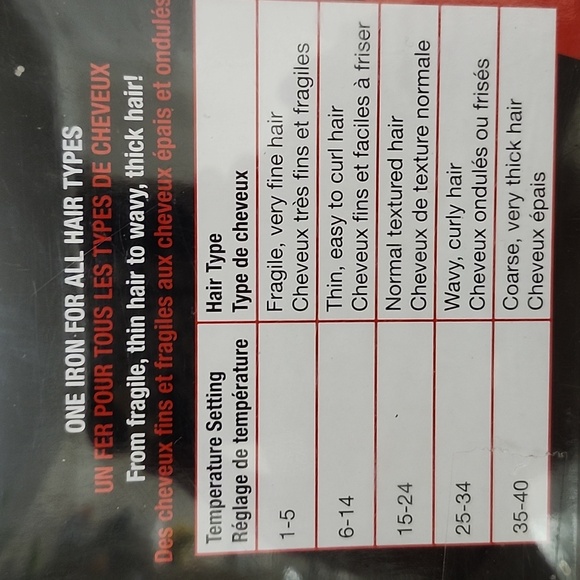 ONE IRON FOR ALL HAIR TYPES
UN FER POUR TOUS LES TYPES DE CHEVEUX
From fragile, thin hair to wavy, thick hair!
Des cheveux fins et fragiles aux cheveux épais et ondulés
Temperature Setting Hair Type
Réglage de température Type de cheveux
1-5 Fragile, very fine hair
Cheveux très fins et fragiles
6-14 Thin, easy to curl hair
Cheveux fins et faciles à friser
15-24 Normal textured hair
Cheveux de texture normale
25-34 Wavy, curly hair
Cheveux ondulés ou frisés
35-40 Coarse, very thick hair
Cheveux épais